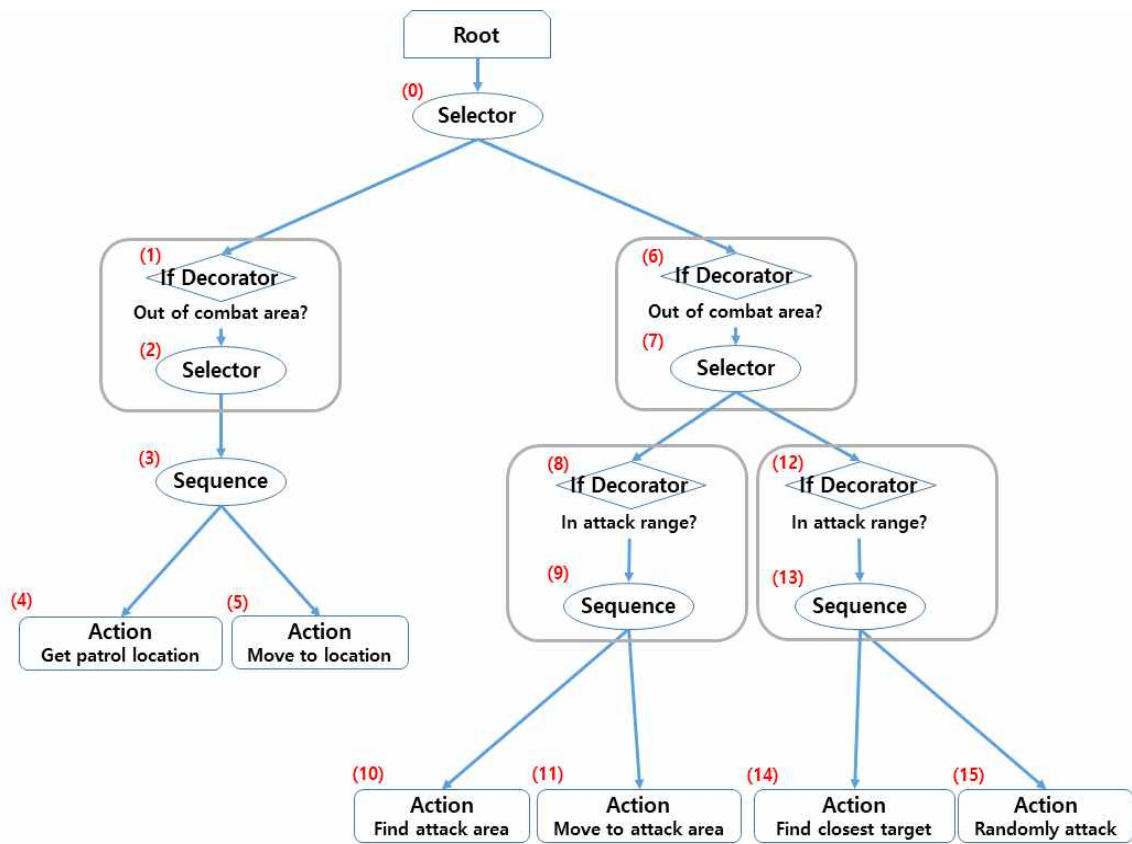 Root
(0)
Selector
(1)
If Decorator
Out of combat area?
(2)
Selector
(3)
Sequence
(4)
Action
Get patrol location
(5)
Action
Move to location
(6)
If Decorator
Out of combat area?
(7)
Selector
(8)
If Decorator
In attack range?
(9)
Sequence
(10)
Action
Find attack area
(11)
Action
Move to attack area
(12)
If Decorator
In attack range?
(13)
Sequence
(14)
Action
Find closest target
(15)
Action
Randomly attack